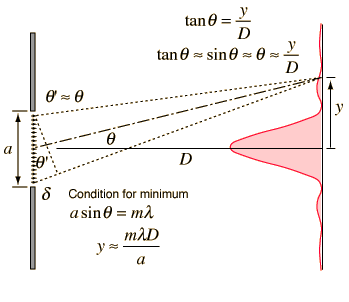 tanθ = y/D
tanθ ≈ sinθ ≈ θ ≈ y/D
θ' ≈ θ
y
a
θ'
θ
D
δ
Condition for minimum
a sinθ = mλ
y ≈ mλD/a